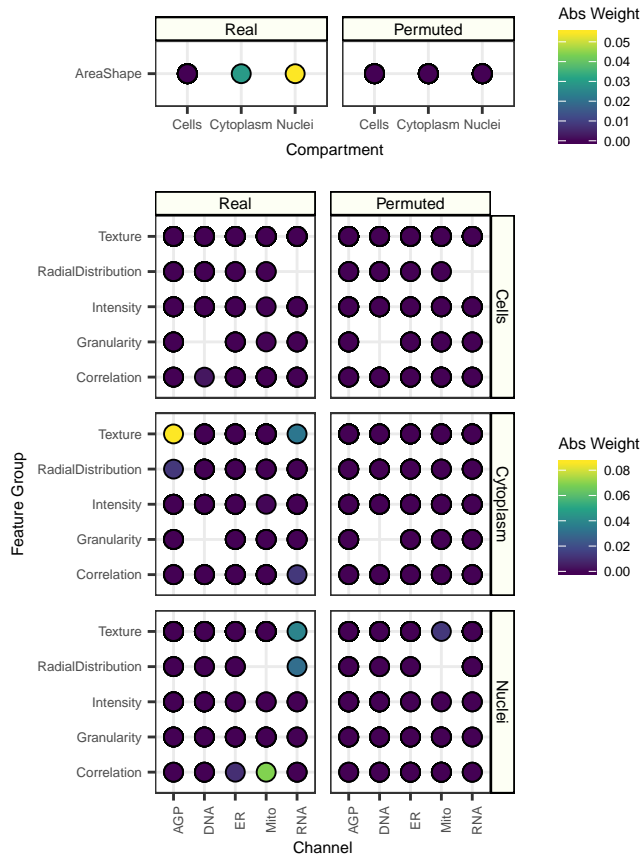 Abs Weight
Real
Permuted
0.05
0.04
0.03
0.02
0.01
0.00
AreaShape
Cells
Cytoplasm
Nuclei
Cells
Cytoplasm
Nuclei
Compartment
Real
Permuted
Texture
RadialDistribution
Intensity
Granularity
Correlation
Cells
Texture
RadialDistribution
Intensity
Granularity
Correlation
Cytoplasm
Abs Weight
0.08
0.06
0.04
0.02
0.00
Feature Group
Texture
RadialDistribution
Intensity
Granularity
Correlation
Nuclei
AGP
DNA
ER
Mito
RNA
AGP
DNA
ER
Mito
RNA
Channel